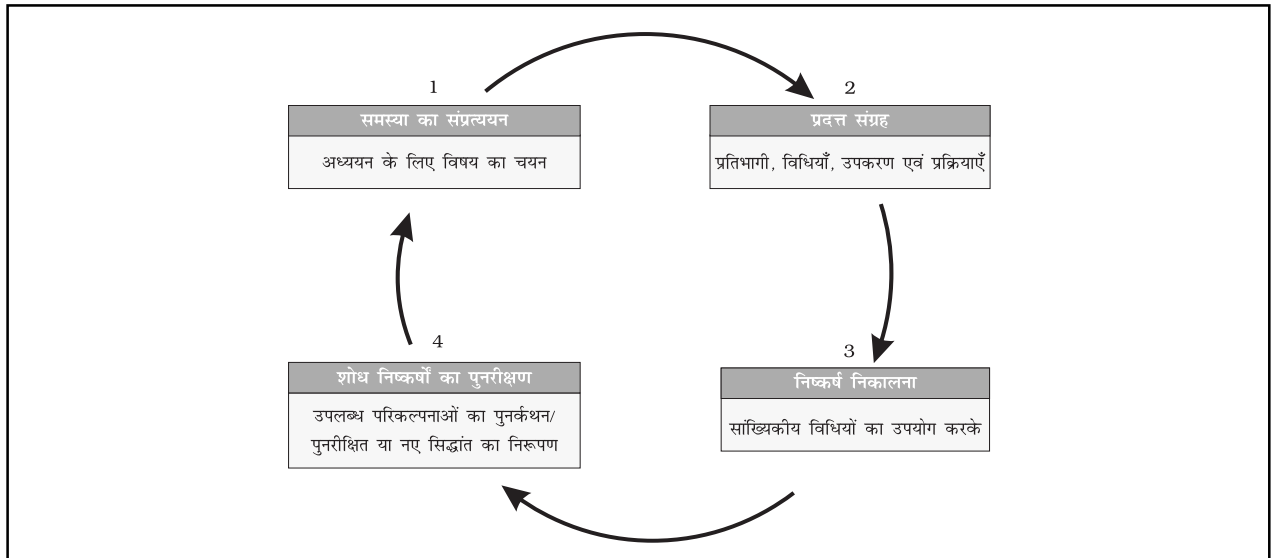 1
समस्या का संप्रत्ययन
अध्ययन के लिए विषय का चयन
2
प्रदत्त संग्रह
प्रतिभागी, विधियाँ, उपकरण एवं प्रक्रियाएँ
3
निष्कर्ष निकालना
सांख्यिकीय विधियों का उपयोग करके
4
शोध निष्कर्षों का पुनरीक्षण
उपलब्ध परिकल्पनाओं का पुनर्कथन/
पुनरीक्षित या नए सिद्धांत का निरूपण